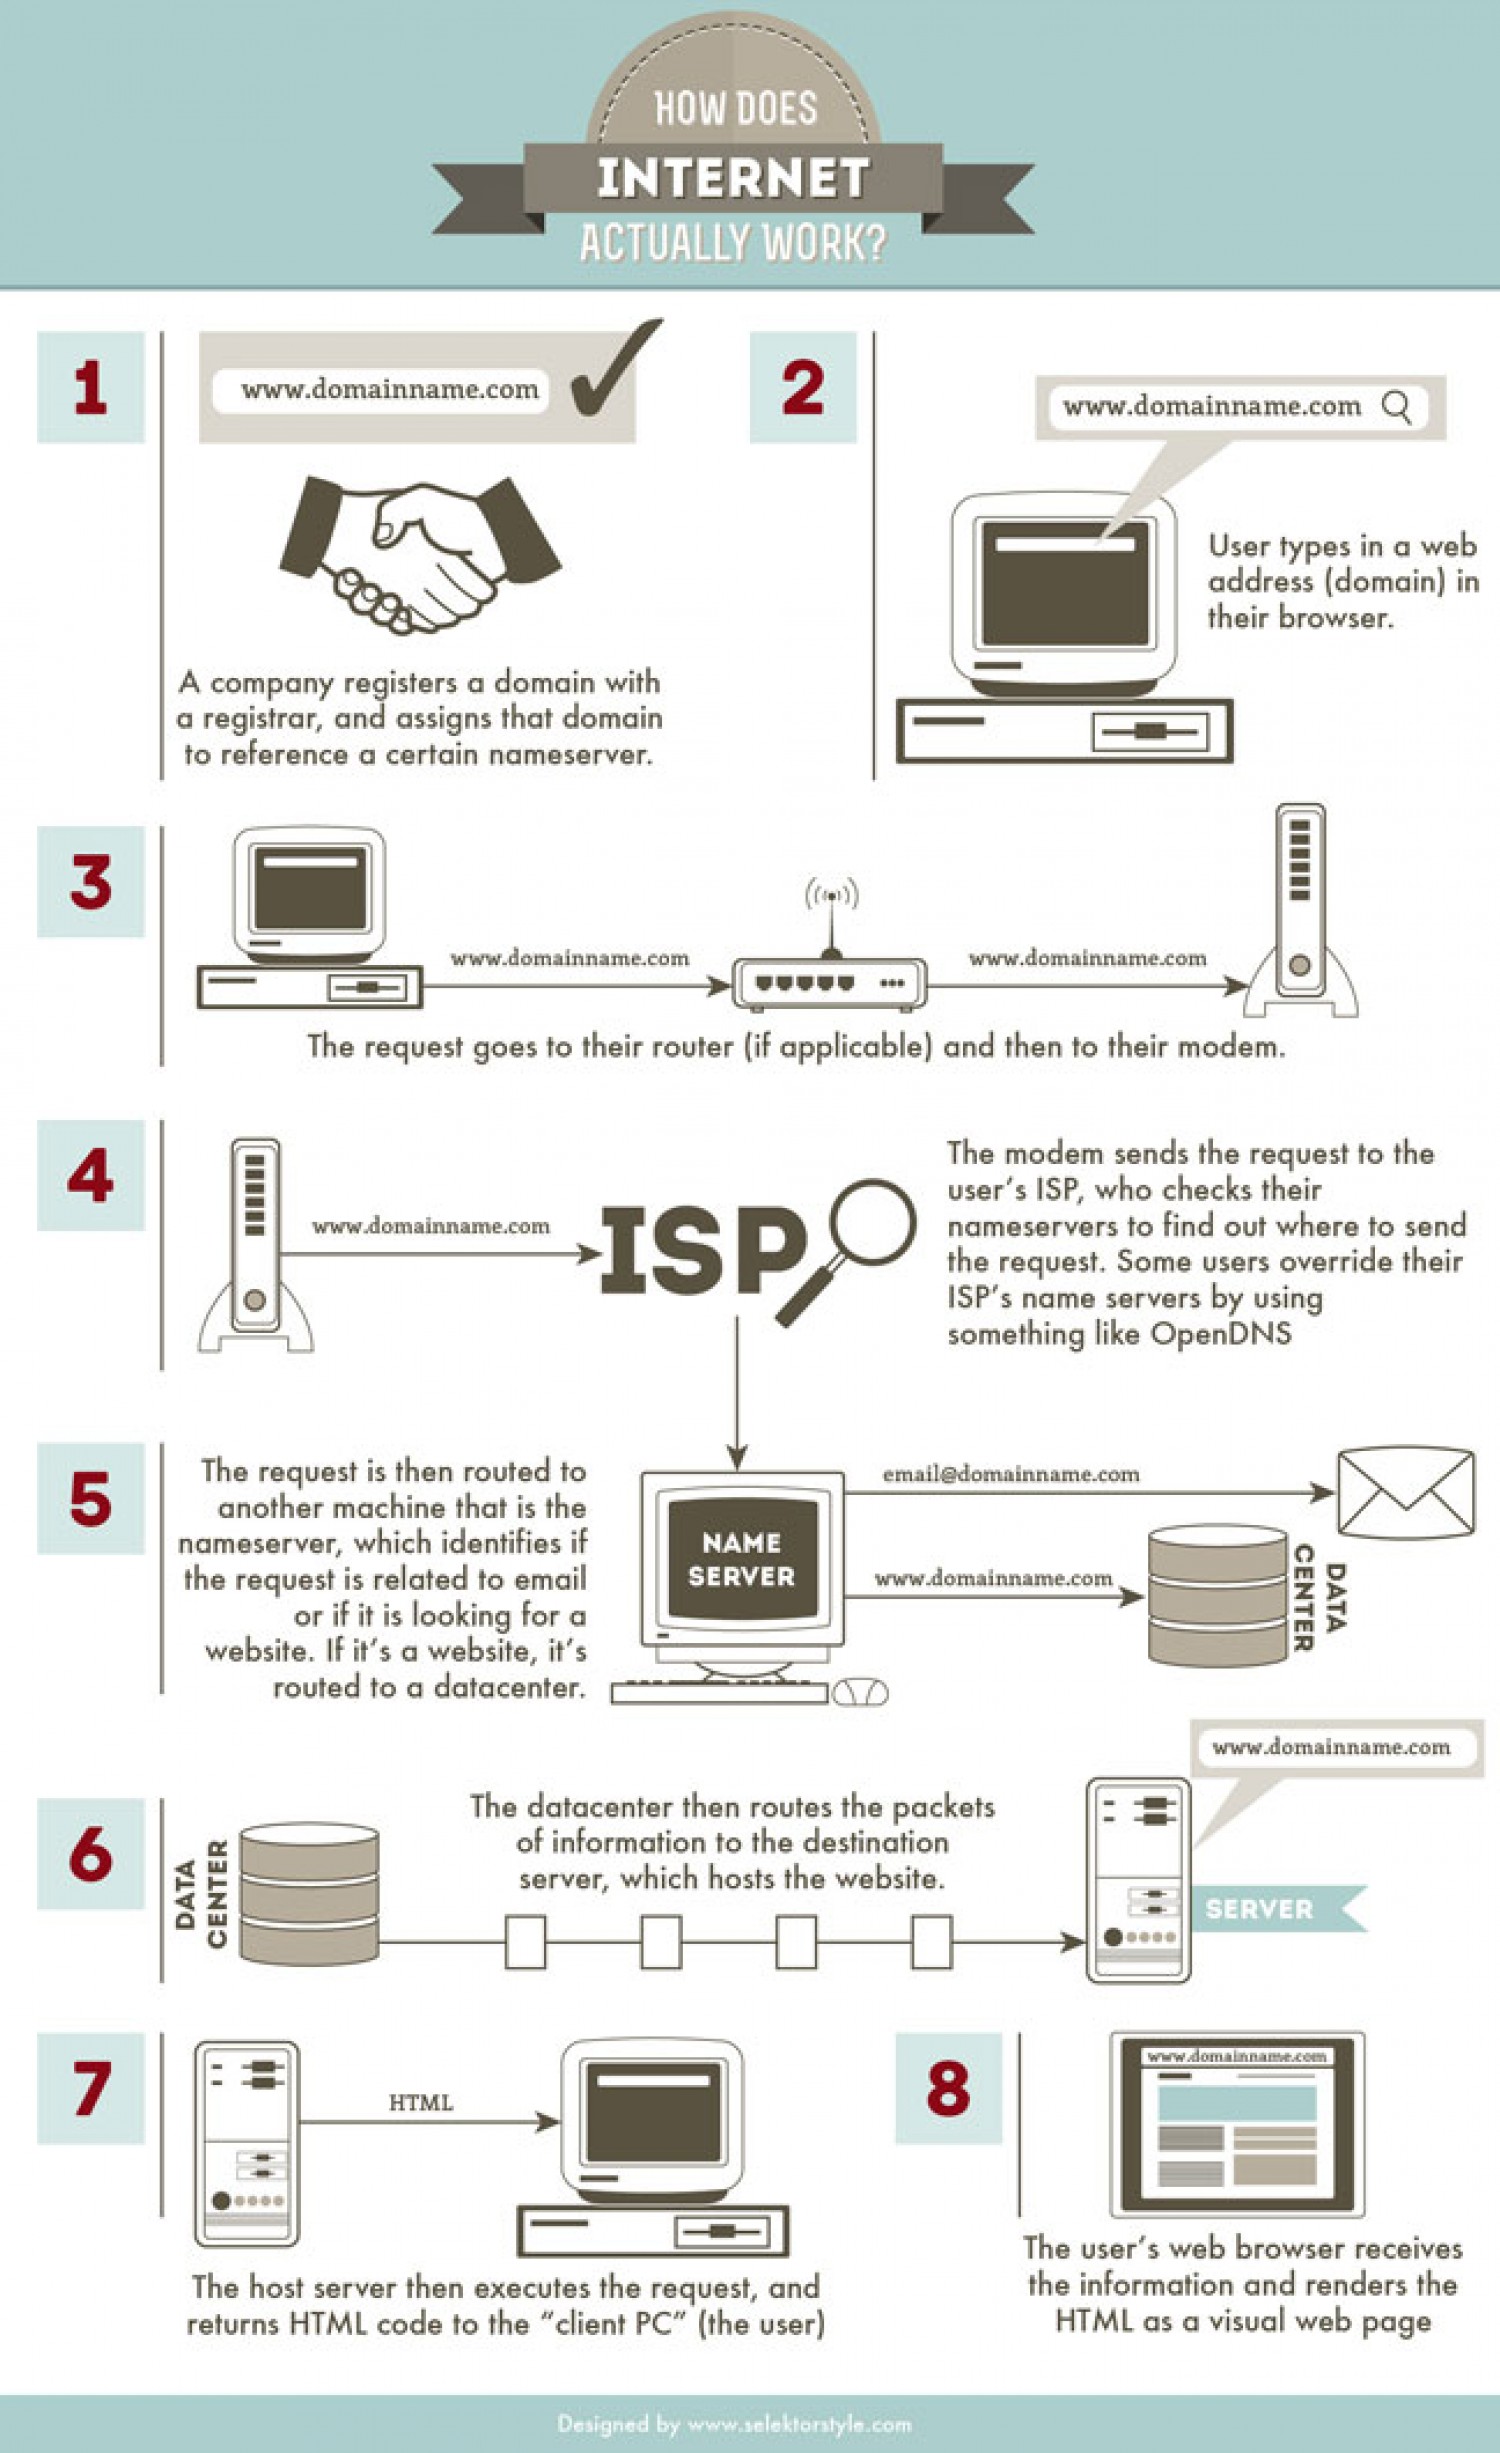 HOW DOES
INTERNET
ACTUALLY WORK?
1
www.domainname.com
A company registers a domain with
a registrar, and assigns that domain
to reference a certain nameserver.
2
www.domainname.com
User types in a web
address (domain) in
their browser.
3
www.domainname.com
www.domainname.com
The request goes to their router (if applicable) and then to their modem.
4
www.domainname.com
ISP
The modem sends the request to the
user's ISP, who checks their
nameservers to find out where to send
the request. Some users override their
ISP's name servers by using
something like OpenDNS
5
The request is then routed to
another machine that is the
nameserver, which identifies if
the request is related to email
or if it is looking for a
website. If it's a website, it's
routed to a datacenter.
NAME
SERVER
email@domainname.com
www.domainname.com
DATA
CENTER
6
DATA
CENTER
The datacenter then routes the packets
of information to the destination
server, which hosts the website.
www.domainname.com
SERVER
7
HTML
The host server then executes the request, and
returns HTML code to the "client PC" (the user)
8
www.domainname.com
The user's web browser receives
the information and renders the
HTML as a visual web page
Designed by www.selektorstyle.com